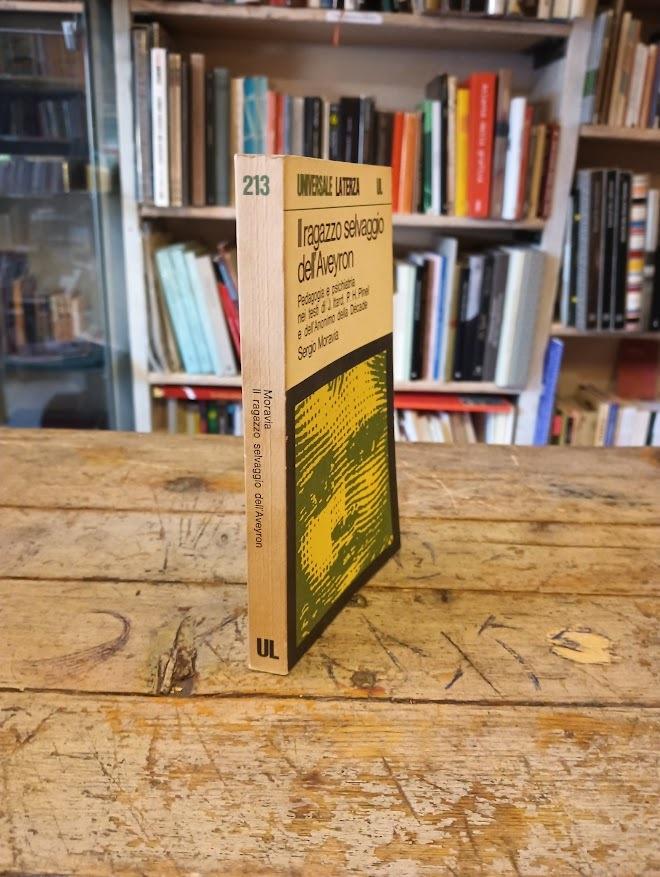 213
UNIVERSALE LATERZA UL
Il ragazzo selvaggio
dell'Aveyron
Pedagogia e psichiatria
nei testi di J. Itard, P. H. Pinel
e dell'Anonimo della Décade
Sergio Moravia
Moravia
Il ragazzo selvaggio dell'Aveyron
UL